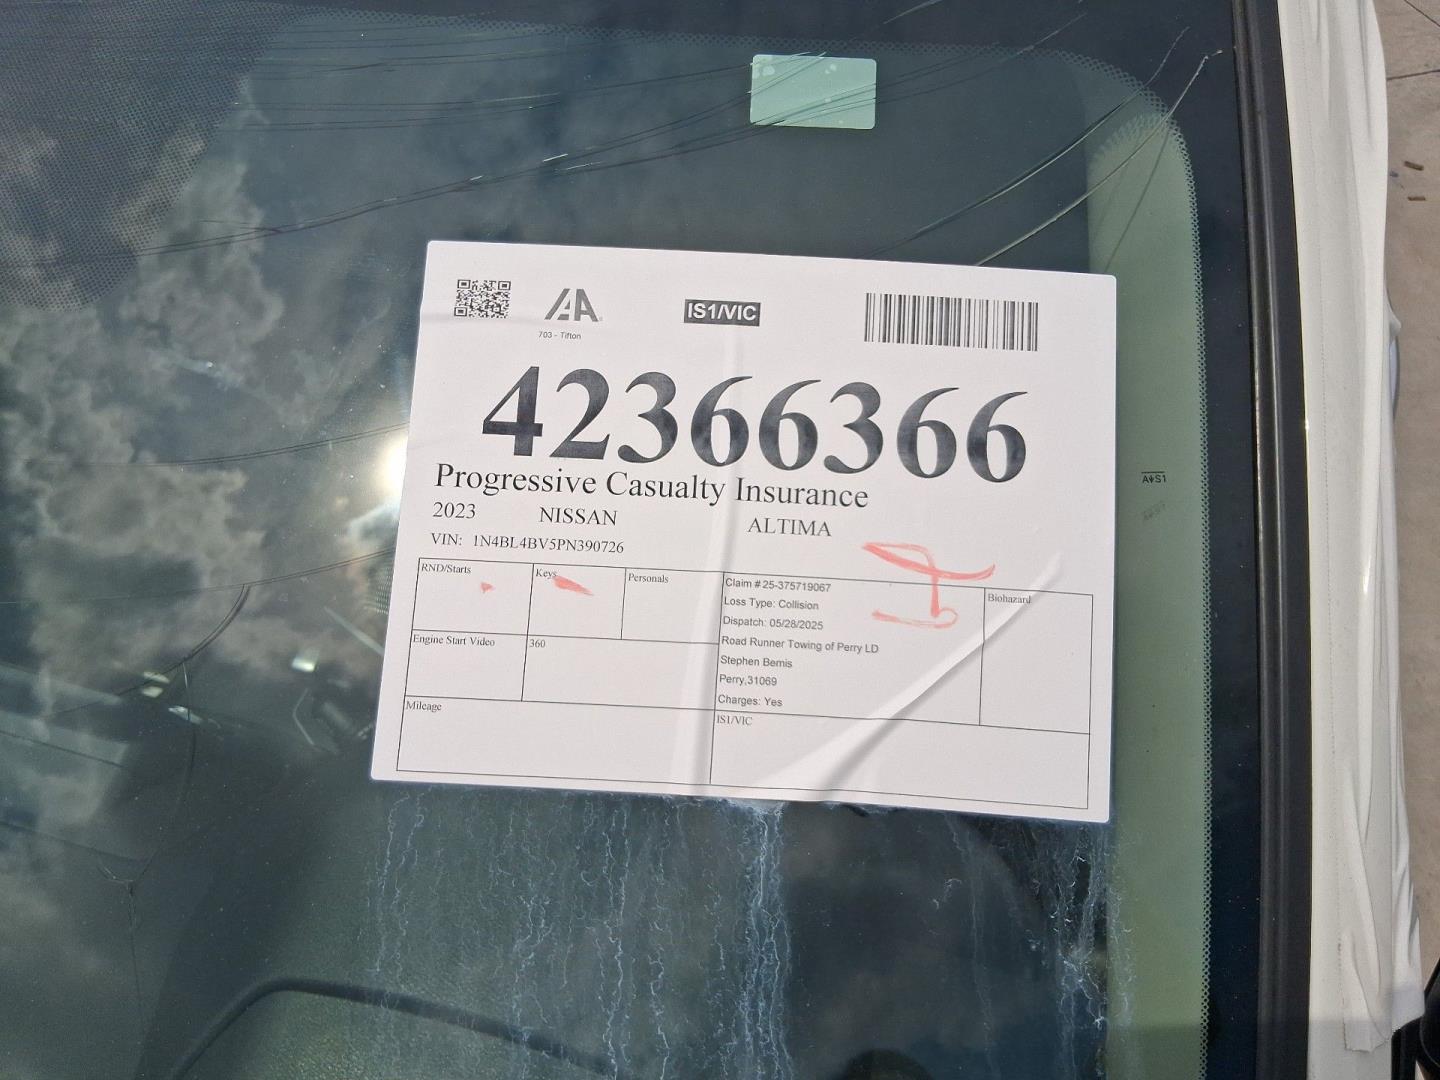 IAA
703 - Tifton
IS1/VIC
42366366
Progressive Casualty Insurance
2023 NISSAN ALTIMA
VIN: 1N4BL4BV5PN390726
RND/Starts
Keys
Personals
Claim #25-375719067
Loss Type: Collision
Dispatch: 05/28/2025
Road Runner Towing of Perry LD
Stephen Bemis
Perry,31069
Charges: Yes
Biohazard
Engine Start Video
360
Mileage
IS1/VIC
AS1